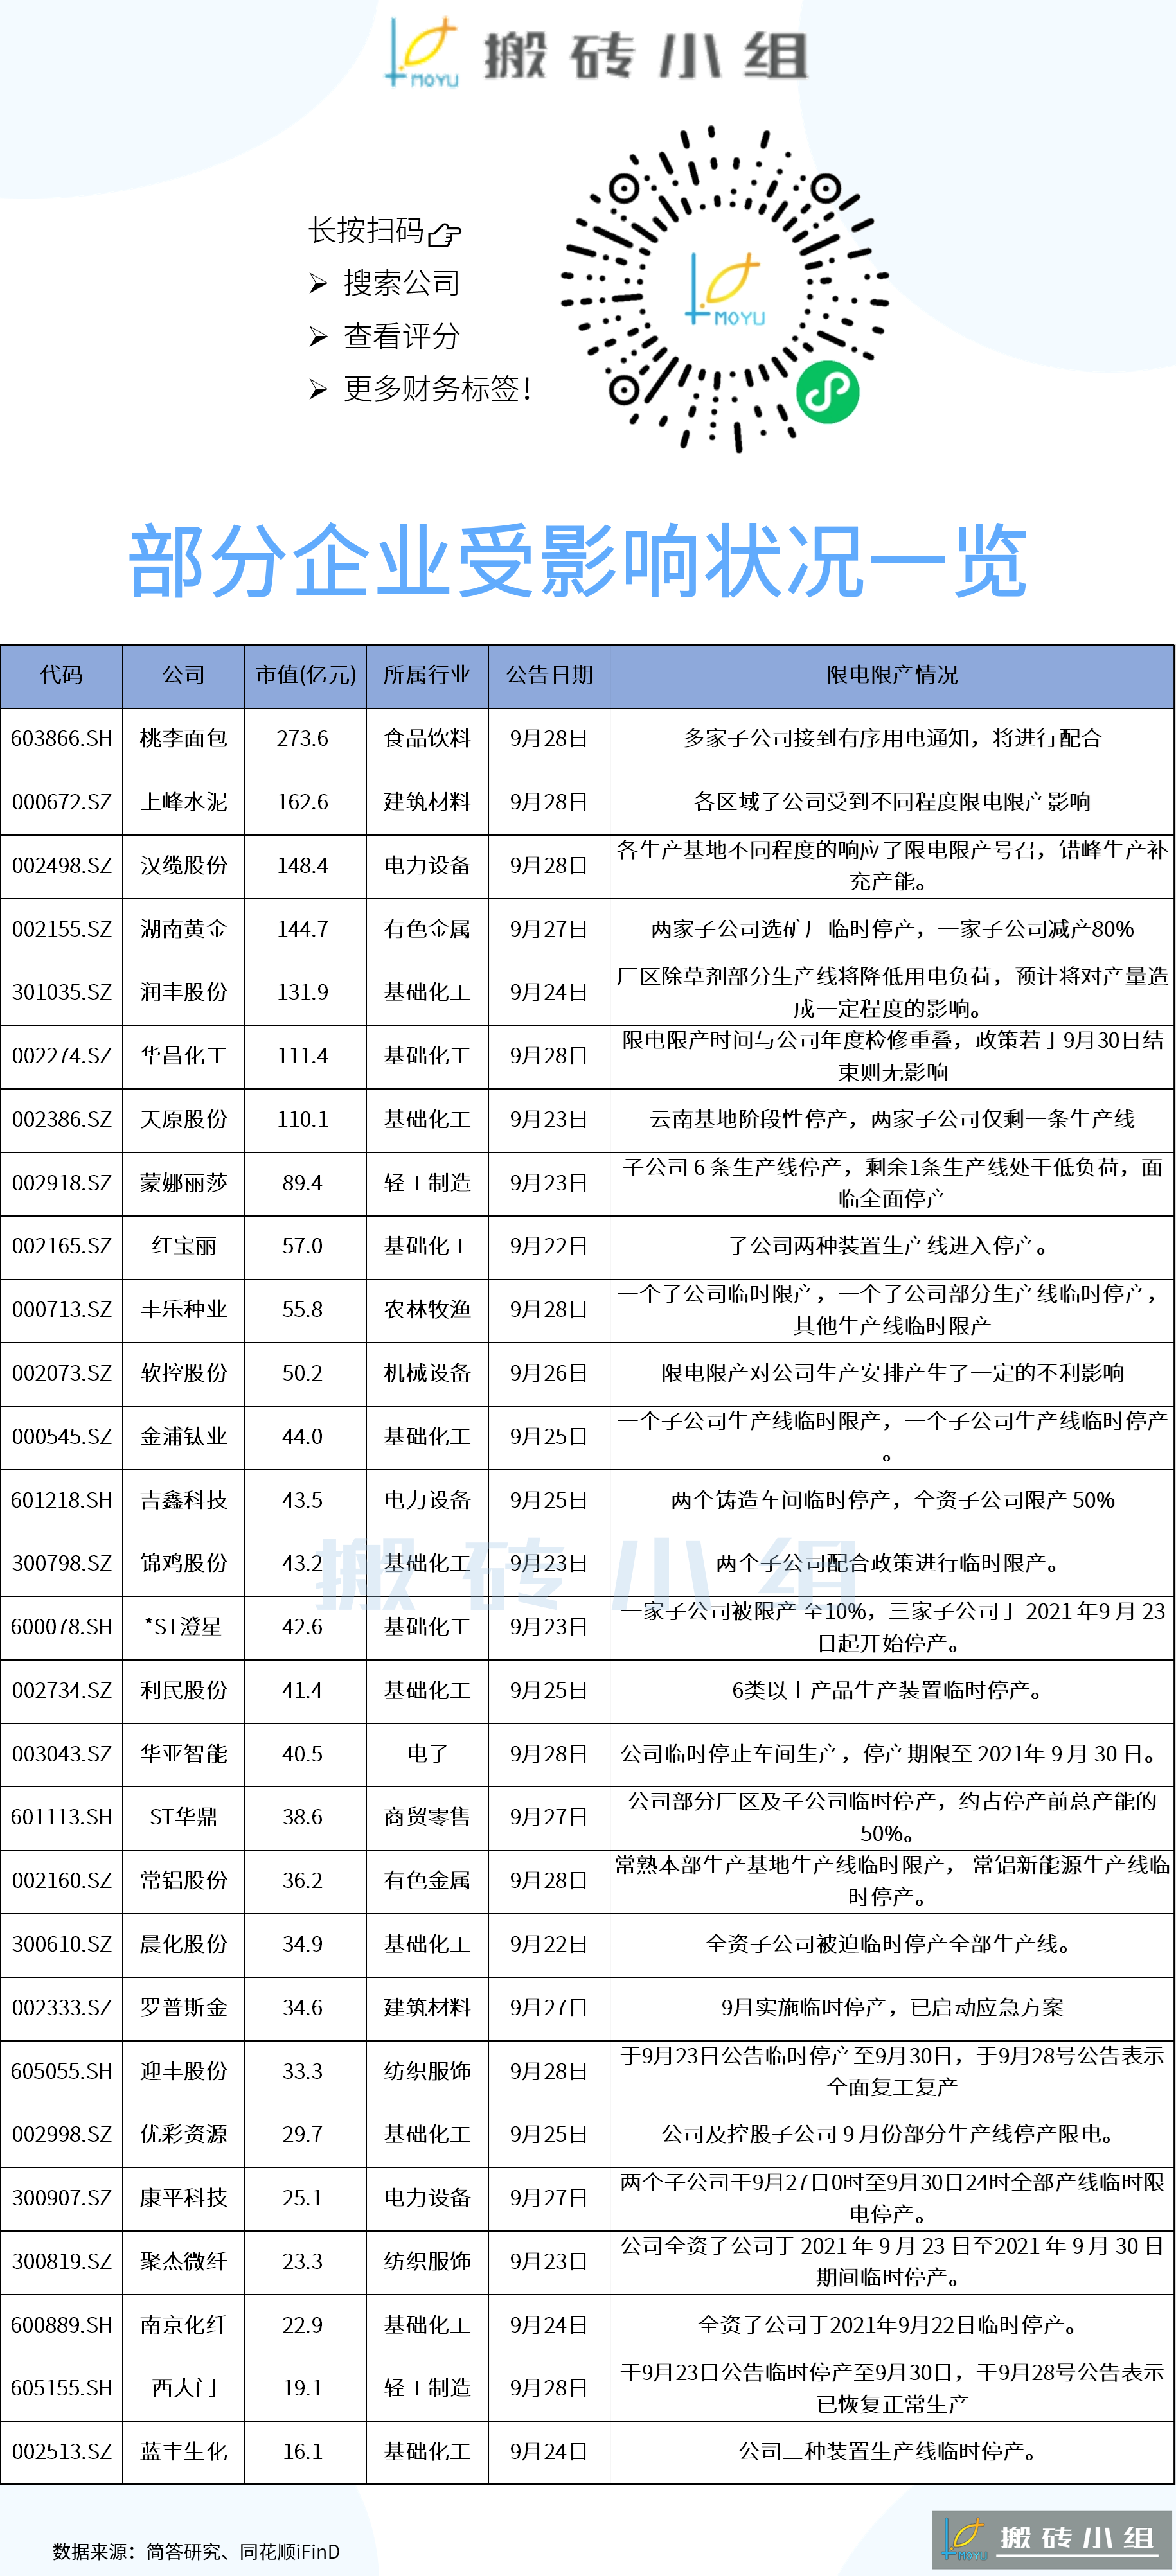 MOYU 搬砖小组
长按扫码
搜索公司
查看评分
更多财务标签！
MOYU
部分企业受影响状况一览
代码 公司 市值(亿元) 所属行业 公告日期 限电限产情况
603866.SH 桃李面包 273.6 食品饮料 9月28日 多家子公司接到有序用电通知，将进行配合
000672.SZ 上峰水泥 162.6 建筑材料 9月28日 各区域子公司受到不同程度限电限产影响
002498.SZ 汉缆股份 148.4 电力设备 9月28日 各生产基地不同程度的响应了限电限产号召，错峰生产补
充产能。
002155.SZ 湖南黄金 144.7 有色金属 9月27日 两家子公司选矿厂临时停产，一家子公司减产80%
301035.SZ 润丰股份 131.9 基础化工 9月24日 厂区除草剂部分生产线将降低用电负荷，预计将对产量造
成一定程度的影响。
002274.SZ 华昌化工 111.4 基础化工 9月28日 限电限产时间与公司年度检修重叠，政策若于9月30日结
束则无影响
002386.SZ 天原股份 110.1 基础化工 9月23日 云南基地阶段性停产，两家子公司仅剩一条生产线
002918.SZ 蒙娜丽莎 89.4 轻工制造 9月23日 子公司 6 条生产线停产，剩余1条生产线处于低负荷，面
临全面停产
002165.SZ 红宝丽 57.0 基础化工 9月22日 子公司两种装置生产线进入停产。
000713.SZ 丰乐种业 55.8 农林牧渔 9月28日 一个子公司临时限产，一个子公司部分生产线临时停产，
其他生产线临时限产
002073.SZ 软控股份 50.2 机械设备 9月26日 限电限产对公司生产安排产生了一定的不利影响
000545.SZ 金浦钛业 44.0 基础化工 9月25日 一个子公司生产线临时限产，一个子公司生产线临时停产
。
601218.SH 吉鑫科技 43.5 电力设备 9月25日 两个铸造车间临时停产，全资子公司限产 50%
300798.SZ 锦鸡股份 43.2 基础化工 9月23日 两个子公司配合政策进行临时限产。
搬砖小组
600078.SH *ST澄星 42.6 基础化工 9月23日 一家子公司被限产 至10%，三家子公司于 2021 年9 月 23
日起开始停产。
002734.SZ 利民股份 41.4 基础化工 9月25日 6类以上产品生产装置临时停产。
003043.SZ 华亚智能 40.5 电子 9月28日 公司临时停止车间生产，停产期限至 2021年 9 月 30 日。
601113.SH ST华鼎 38.6 商贸零售 9月27日 公司部分厂区及子公司临时停产，约占停产前总产能的
50%。
002160.SZ 常铝股份 36.2 有色金属 9月28日 常熟本部生产基地生产线临时限产， 常铝新能源生产线临
时停产。
300610.SZ 晨化股份 34.9 基础化工 9月22日 全资子公司被迫临时停产全部生产线。
002333.SZ 罗普斯金 34.6 建筑材料 9月27日 9月实施临时停产，已启动应急方案
605055.SH 迎丰股份 33.3 纺织服饰 9月28日 于9月23日公告临时停产至9月30日，于9月28号公告表示
全面复工复产
002998.SZ 优彩资源 29.7 基础化工 9月25日 公司及控股子公司 9 月份部分生产线停产限电。
300907.SZ 康平科技 25.1 电力设备 9月27日 两个子公司于9月27日0时至9月30日24时全部产线临时限
电停产。
300819.SZ 聚杰微纤 23.3 纺织服饰 9月23日 公司全资子公司于 2021 年 9 月 23 日至2021 年 9 月 30 日
期间临时停产。
600889.SH 南京化纤 22.9 基础化工 9月24日 全资子公司于2021年9月22日临时停产。
605155.SH 西大门 19.1 轻工制造 9月28日 于9月23日公告临时停产至9月30日，于9月28号公告表示
已恢复正常生产
002513.SZ 蓝丰生化 16.1 基础化工 9月24日 公司三种装置生产线临时停产。
数据来源：简答研究、同花顺iFinD
MOYU 搬砖小组